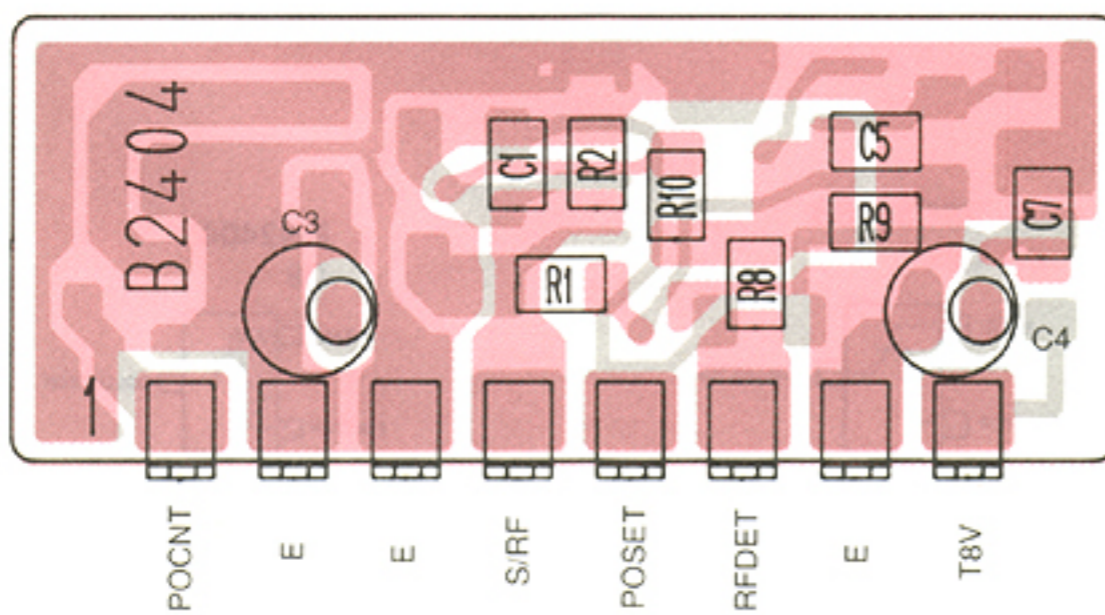 B2404
C3
C1
R2
R10
C5
R9
C7
R1
R8
C4
1
POCNT
E
E
S/RF
POSET
RFDET
E
T8V